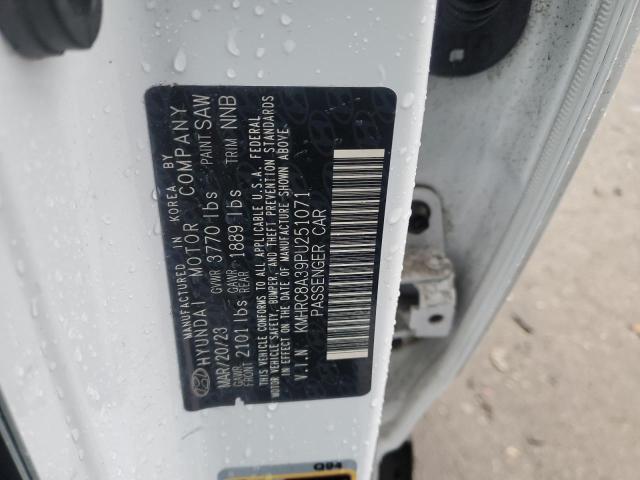 MANUFACTURED IN KOREA BY
HYUNDAI MOTOR COMPANY
MAR/20/23 GVWR 3770 lbs PAINT SAW
GAWR FRONT 2101 lbs GAWR REAR 1889 lbs TRIM NNB
THIS VEHICLE CONFORMS TO ALL APPLICABLE U.S.A. FEDERAL
MOTOR VEHICLE SAFETY, BUMPER, AND THEFT PREVENTION STANDARDS
IN EFFECT ON THE DATE OF MANUFACTURE SHOWN ABOVE.
V.I.N KMHRC8A39PU251071
PASSENGER CAR
Q94